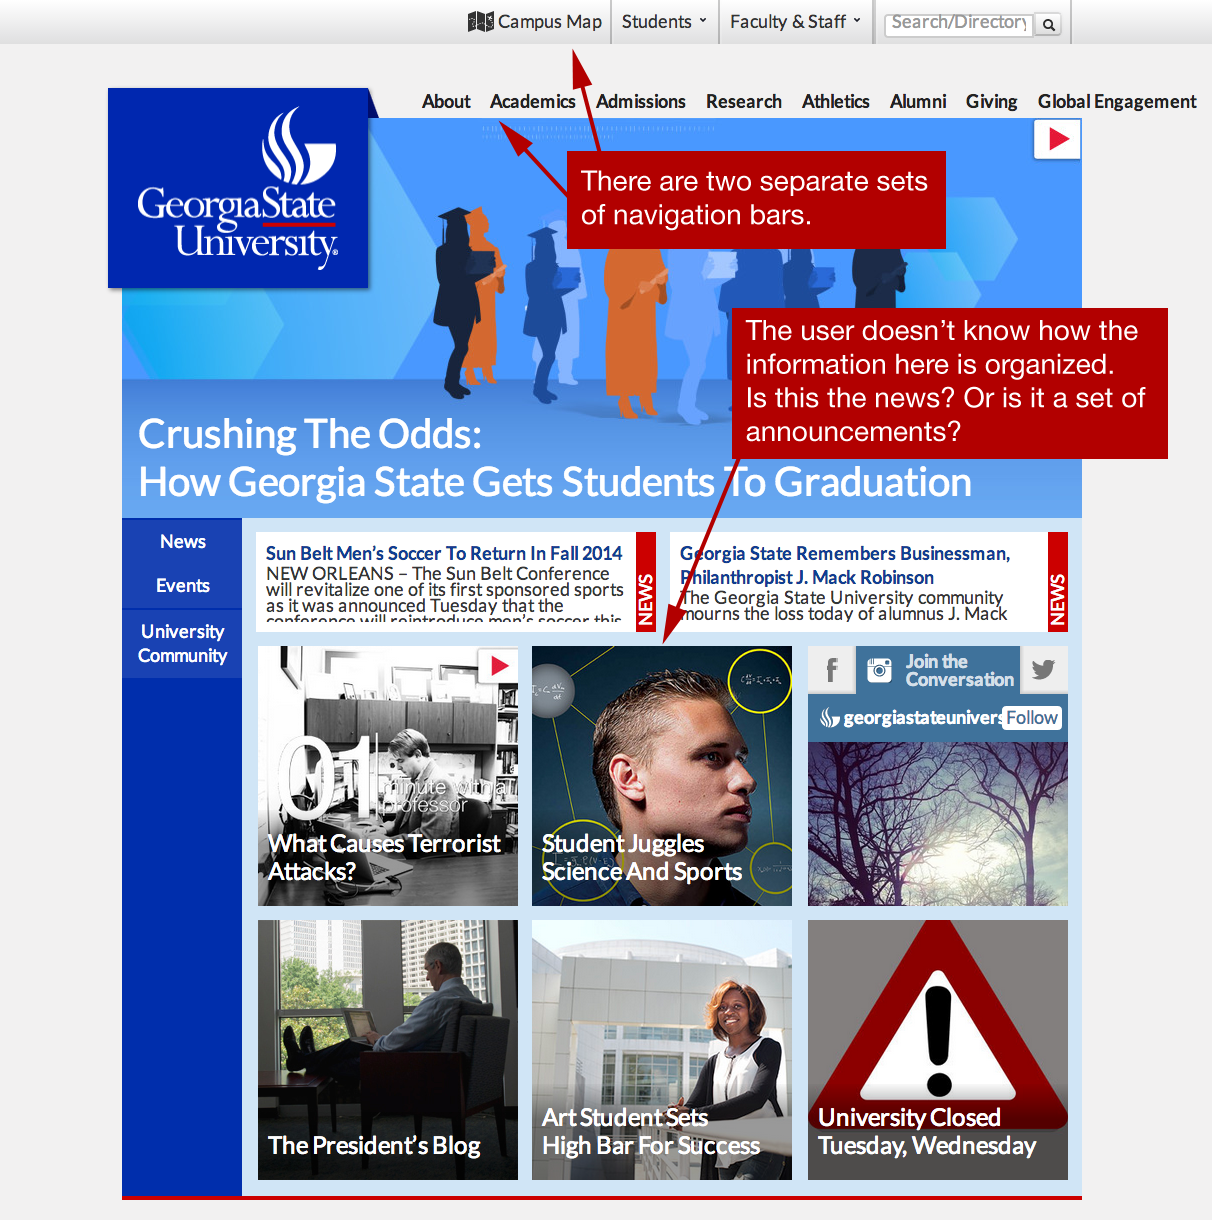 Campus Map Students Faculty & Staff Search/Directory
About Academics Admissions Research Athletics Alumni Giving Global Engagement
GeorgiaState
University®
There are two separate sets
of navigation bars.
The user doesn't know how the
information here is organized.
Is this the news? Or is it a set of
announcements?
Crushing The Odds:
How Georgia State Gets Students To Graduation
News
Events
University
Community
Sun Belt Men's Soccer To Return In Fall 2014
NEW ORLEANS – The Sun Belt Conference
will revitalize one of its first sponsored sports
as it was announced Tuesday that the
conference will reintroduce men's soccer this
NEWS
Georgia State Remembers Businessman,
Philanthropist J. Mack Robinson
The Georgia State University community
mourns the loss today of alumnus J. Mack
NEWS
01 minute with a
professor
What Causes Terrorist
Attacks?
Student Juggles
Science And Sports
Join the
Conversation
georgiastateunivers Follow
The President's Blog
Art Student Sets
High Bar For Success
University Closed
Tuesday, Wednesday